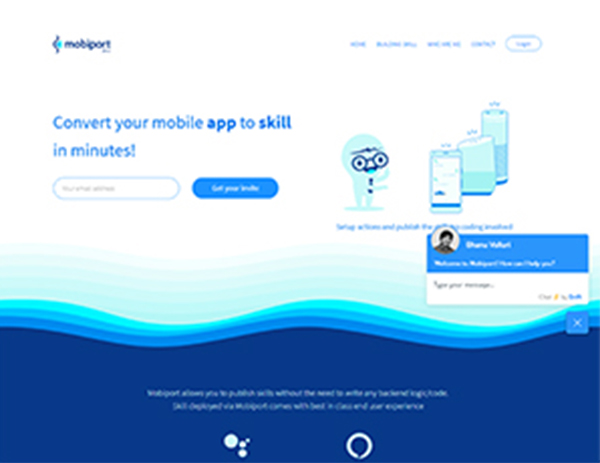 mobiport
HOME BUILDING SKILL WHO ARE WE CONTACT Login
Convert your mobile app to skill
in minutes!
Your email address Get your invite
Setup actions and publish the skill, no coding involved
Bhanu Valluri
Welcome to Mobiport! How can I help you?
Type your message...
Chat ⚡ by Drift
Mobiport allows you to publish skills without the need to write any backend logic/code.
Skill deployed via Mobiport comes with best in class end user experience